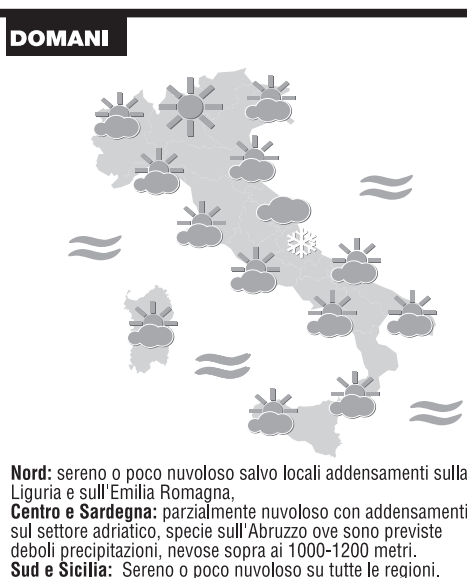 DOMANI
Nord: sereno o poco nuvoloso salvo locali addensamenti sulla
Liguria e sull'Emilia Romagna,
Centro e Sardegna: parzialmente nuvoloso con addensamenti
sul settore adriatico, specie sull'Abruzzo ove sono previste
deboli precipitazioni, nevose sopra ai 1000-1200 metri.
Sud e Sicilia: Sereno o poco nuvoloso su tutte le regioni.